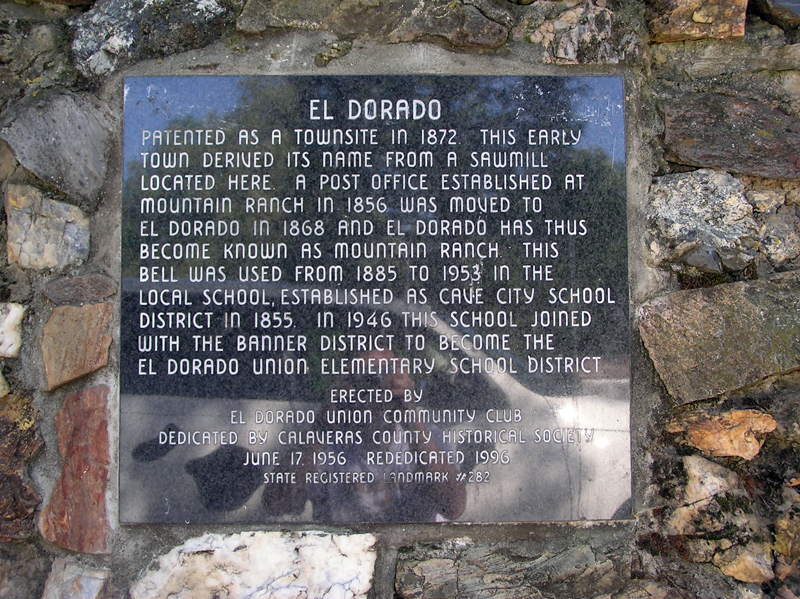 EL DORADO
PATENTED AS A TOWNSITE IN 1872. THIS EARLY
TOWN DERIVED ITS NAME FROM A SAWMILL
LOCATED HERE. A POST OFFICE ESTABLISHED AT
MOUNTAIN RANCH IN 1856 WAS MOVED TO
EL DORADO IN 1868 AND EL DORADO HAS THUS
BECOME KNOWN AS MOUNTAIN RANCH. THIS
BELL WAS USED FROM 1885 TO 1953 IN THE
LOCAL SCHOOL, ESTABLISHED AS CAVE CITY SCHOOL
DISTRICT IN 1855. IN 1946 THIS SCHOOL JOINED
WITH THE BANNER DISTRICT TO BECOME THE
EL DORADO UNION ELEMENTARY SCHOOL DISTRICT
ERECTED BY
EL DORADO UNION COMMUNITY CLUB
DEDICATED BY CALAVERAS COUNTY HISTORICAL SOCIETY
JUNE 17, 1956 REDEDICATED 1996
STATE REGISTERED LANDMARK #282